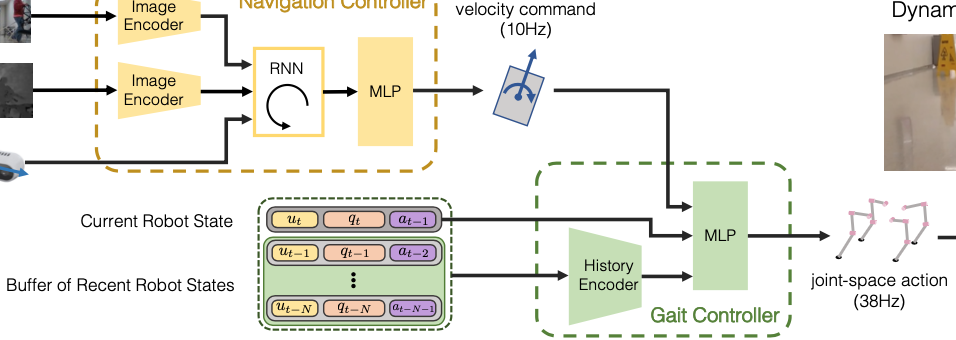 Navigation Controller
velocity command
(10Hz)
Image
Encoder
RNN
Image
Encoder
MLP
Current Robot State
u_t q_t a_{t-1}
u_{t-1} q_{t-1} a_{t-2}
Buffer of Recent Robot States
u_{t-N} q_{t-N} a_{t-N-1}
History
Encoder
MLP
Gait Controller
joint-space action
(38Hz)
Dynam